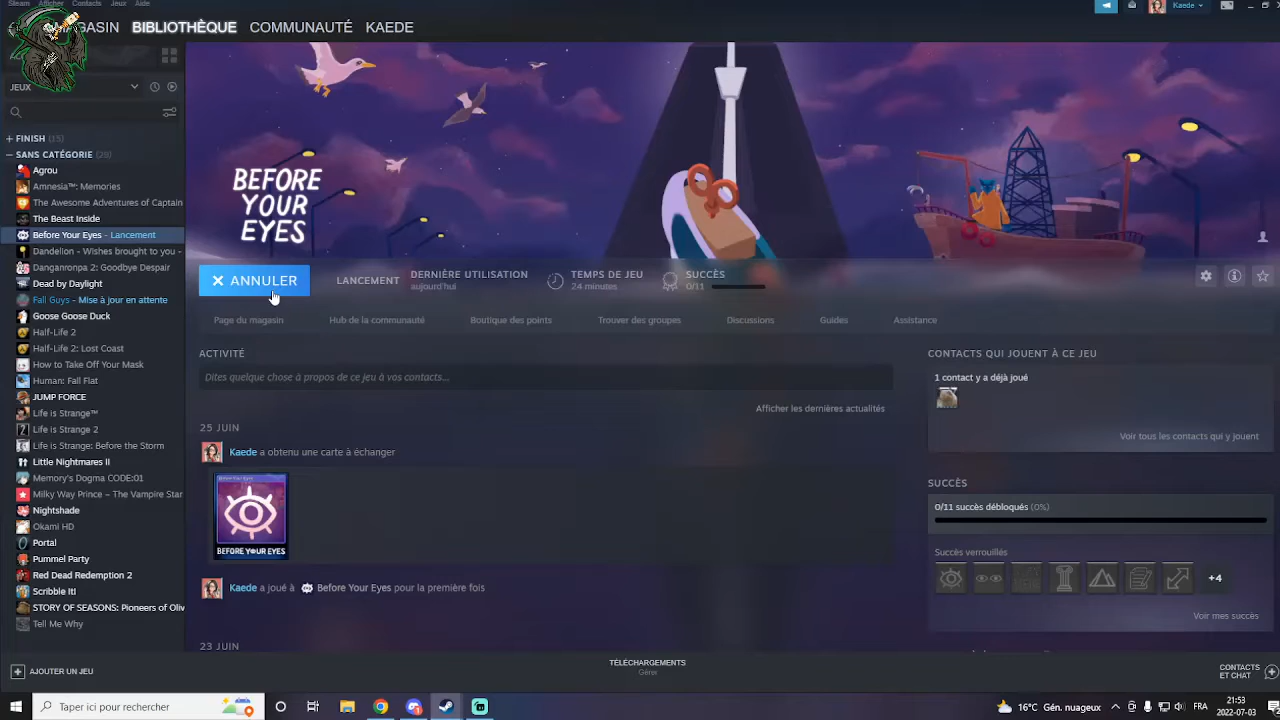 Steam Afficher Contacts Jeux Aide
Kaede
BIBLIOTHÈQUE COMMUNAUTÉ KAEDE
JEUX
FINISH (15)
SANS CATÉGORIE (29)
Agrou
Amnesia™: Memories
The Awesome Adventures of Captain
The Beast Inside
Before Your Eyes - Lancement
Dandelion - Wishes brought to you -
Danganronpa 2: Goodbye Despair
Dead by Daylight
Fall Guys - Mise à jour en attente
Goose Goose Duck
Half-Life 2
Half-Life 2: Lost Coast
How to Take Off Your Mask
Human: Fall Flat
JUMP FORCE
Life is Strange™
Life is Strange 2
Life is Strange: Before the Storm
Little Nightmares II
Memory's Dogma CODE:01
Milky Way Prince – The Vampire Star
Nightshade
Okami HD
Portal
Pummel Party
Red Dead Redemption 2
Scribble It!
STORY OF SEASONS: Pioneers of Oliv
Tell Me Why
BEFORE
YOUR
EYES
ANNULER
LANCEMENT
DERNIÈRE UTILISATION
aujourd'hui
TEMPS DE JEU
24 minutes
SUCCÈS
0/11
Page du magasin Hub de la communauté Boutique des points Trouver des groupes Discussions Guides Assistance
ACTIVITÉ
Dites quelque chose à propos de ce jeu à vos contacts...
Afficher les dernières actualités
25 JUIN
Kaede a obtenu une carte à échanger
Before Your Eyes
BEFORE YOUR EYES
Kaede a joué à Before Your Eyes pour la première fois
23 JUIN
CONTACTS QUI JOUENT À CE JEU
1 contact y a déjà joué
Voir tous les contacts qui y jouent
SUCCÈS
0/11 succès débloqués (0%)
Succès verrouillés
+4
Voir mes succès
AJOUTER UN JEU
TÉLÉCHARGEMENTS
Gérer
CONTACTS
ET CHAT
Taper ici pour rechercher
16°C Gén. nuageux
FRA
21:53
2022-07-03